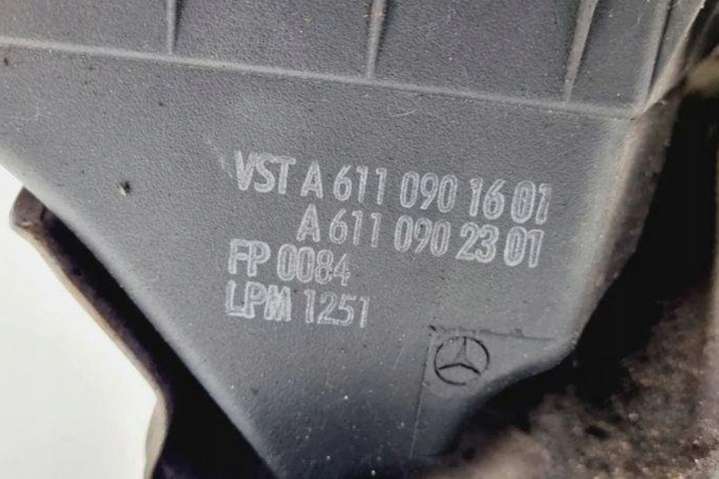 VST A 611 090 16 01
A 611 090 23 01
FP 0084
LPM 1251